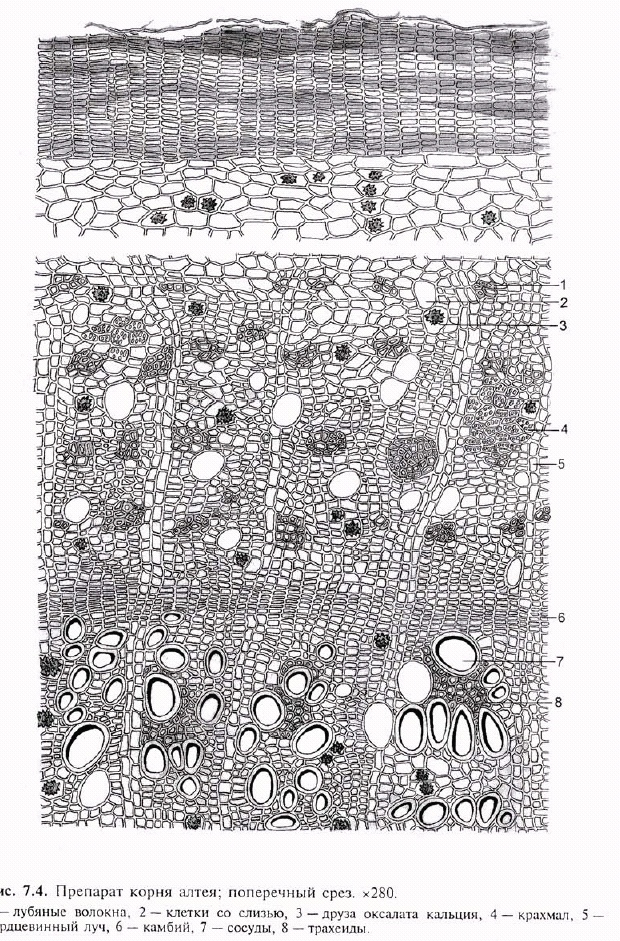 1
2
3
4
5
6
7
8
ис. 7.4. Препарат корня алтея; поперечный срез. ×280.
— лубяные волокна, 2 — клетки со слизью, 3 — друза оксалата кальция, 4 — крахмал, 5 —
рдцевинный луч, 6 — камбий, 7 — сосуды, 8 — трахеиды.